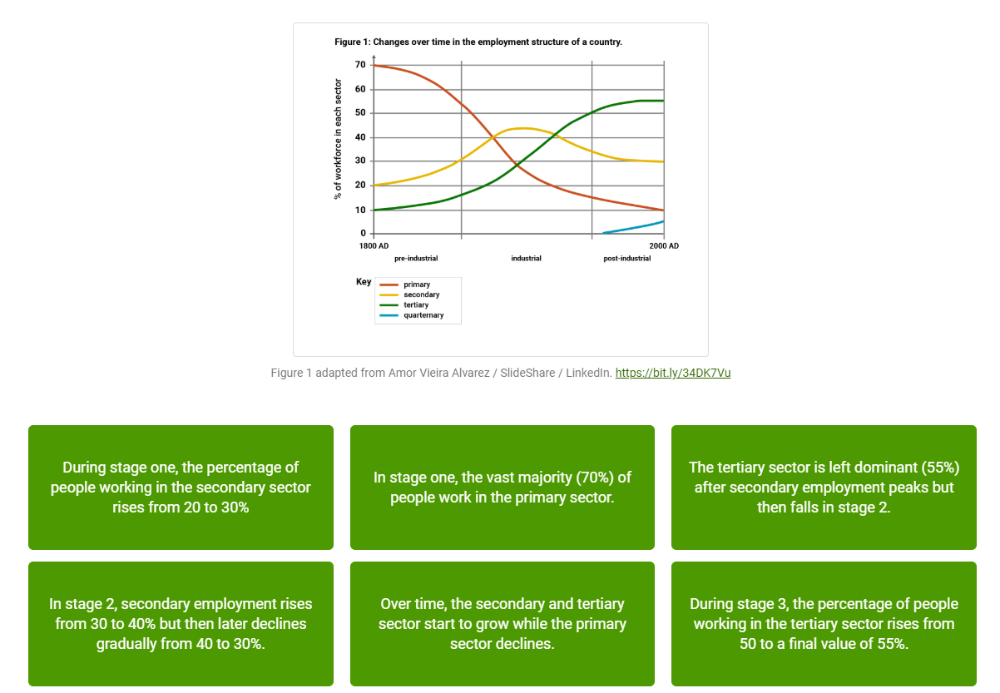 Figure 1: Changes over time in the employment structure of a country.
% of workforce in each sector
70
60
50
40
30
20
10
0
1800 AD
2000 AD
pre-industrial
industrial
post-industrial
Key
primary
secondary
tertiary
quarternary
Figure 1 adapted from Amor Vieira Alvarez / SlideShare / LinkedIn. https://bit.ly/34DK7Vu
During stage one, the percentage of
people working in the secondary sector
rises from 20 to 30%
In stage one, the vast majority (70%) of
people work in the primary sector.
The tertiary sector is left dominant (55%)
after secondary employment peaks but
then falls in stage 2.
In stage 2, secondary employment rises
from 30 to 40% but then later declines
gradually from 40 to 30%.
Over time, the secondary and tertiary
sector start to grow while the primary
sector declines.
During stage 3, the percentage of people
working in the tertiary sector rises from
50 to a final value of 55%.